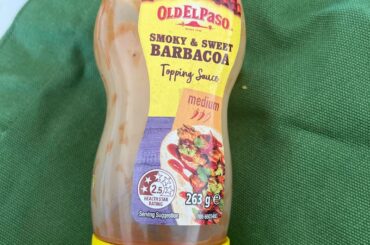 OLD EL PASO
SMOKY & SWEET
BARBACOA
Topping Sauce
medium
2.5
HEALTH STAR
RATING
263 g e
Serving Suggestion